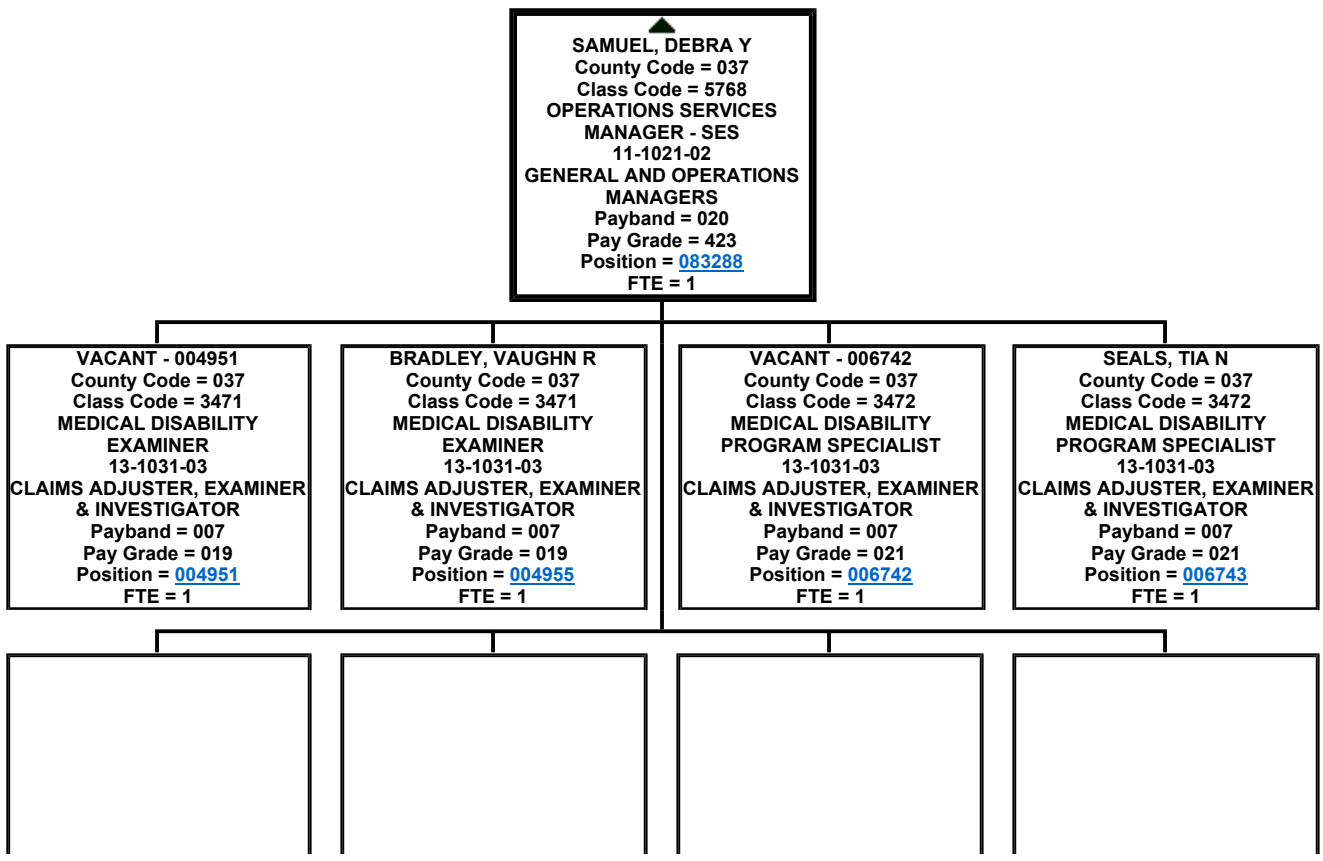 SAMUEL, DEBRA Y
County Code = 037
Class Code = 5768
OPERATIONS SERVICES
MANAGER - SES
11-1021-02
GENERAL AND OPERATIONS
MANAGERS
Payband = 020
Pay Grade = 423
Position = 083288
FTE = 1
VACANT - 004951
County Code = 037
Class Code = 3471
MEDICAL DISABILITY
EXAMINER
13-1031-03
CLAIMS ADJUSTER, EXAMINER
& INVESTIGATOR
Payband = 007
Pay Grade = 019
Position = 004951
FTE = 1
BRADLEY, VAUGHN R
County Code = 037
Class Code = 3471
MEDICAL DISABILITY
EXAMINER
13-1031-03
CLAIMS ADJUSTER, EXAMINER
& INVESTIGATOR
Payband = 007
Pay Grade = 019
Position = 004955
FTE = 1
VACANT - 006742
County Code = 037
Class Code = 3472
MEDICAL DISABILITY
PROGRAM SPECIALIST
13-1031-03
CLAIMS ADJUSTER, EXAMINER
& INVESTIGATOR
Payband = 007
Pay Grade = 021
Position = 006742
FTE = 1
SEALS, TIA N
County Code = 037
Class Code = 3472
MEDICAL DISABILITY
PROGRAM SPECIALIST
13-1031-03
CLAIMS ADJUSTER, EXAMINER
& INVESTIGATOR
Payband = 007
Pay Grade = 021
Position = 006743
FTE = 1